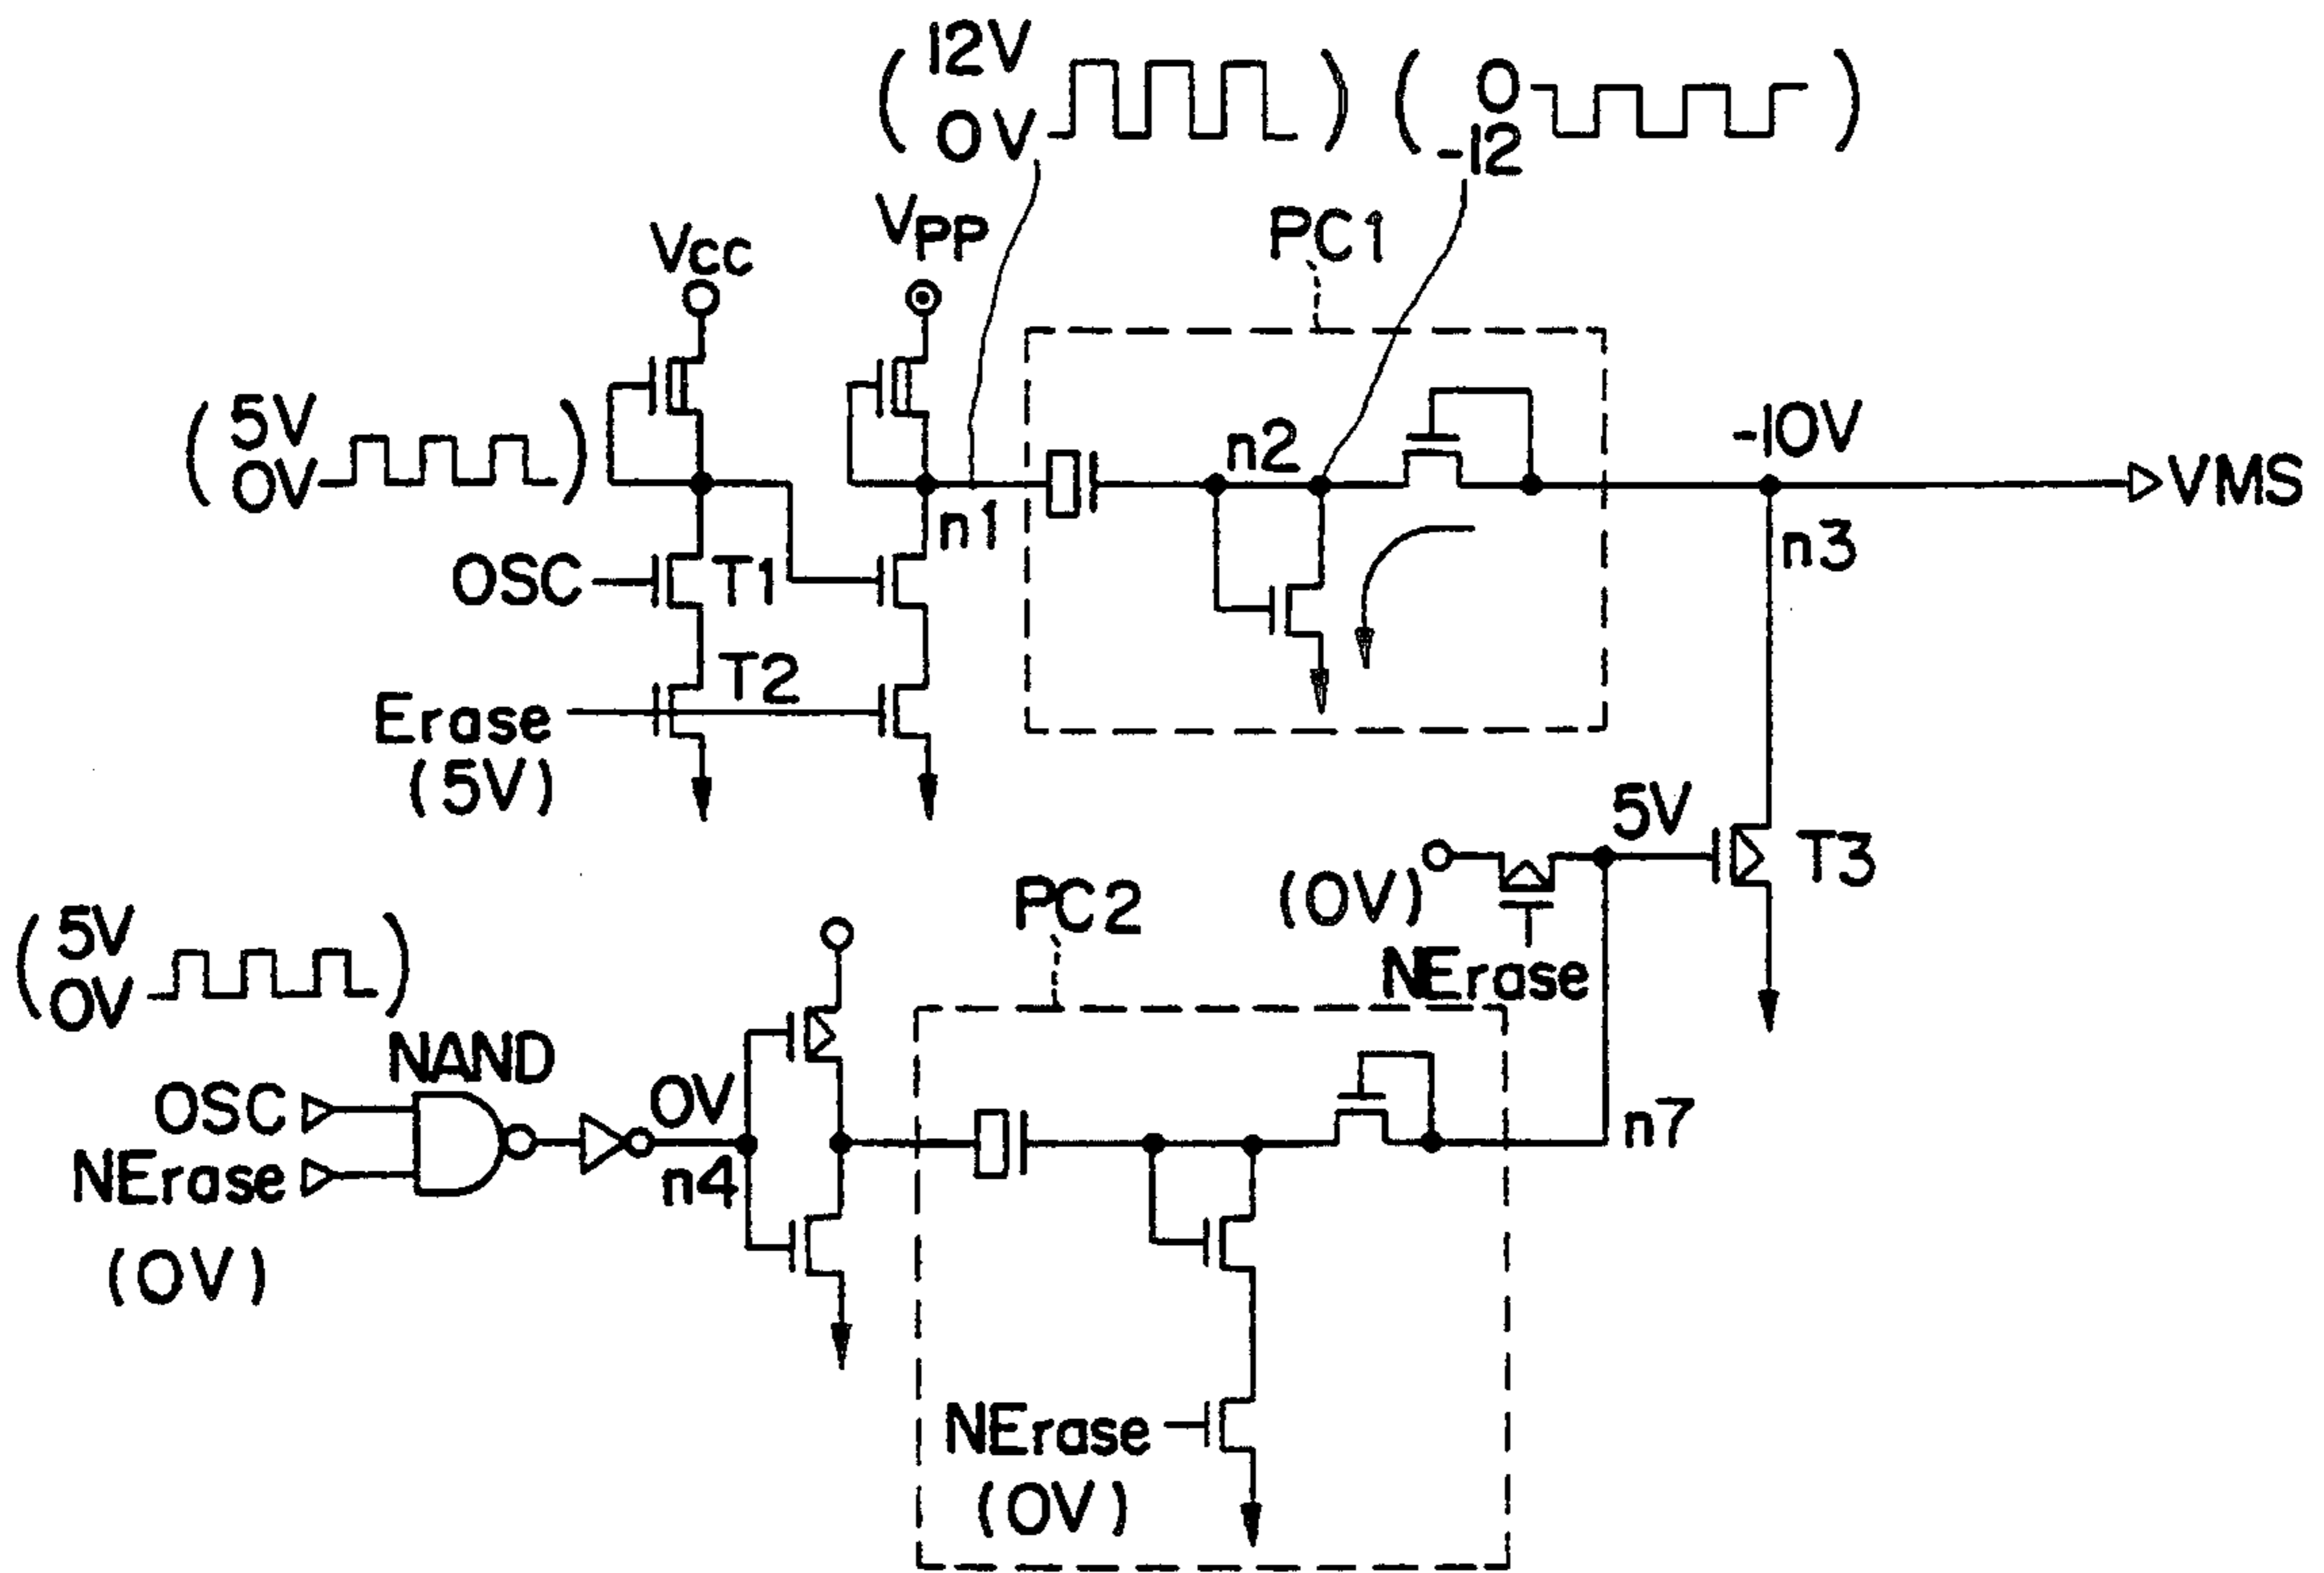 ( 12V
0V ) ( 0
-12 )
VCC
VPP
PC1
( 5V
0V )
n2
-10V
VMS
n1
n3
OSC
T1
T2
Erase
(5V)
5V
T3
(0V)
NErase
PC2
( 5V
0V )
NAND
OSC
0V
n4
NErase
(0V)
n7
NErase
(0V)